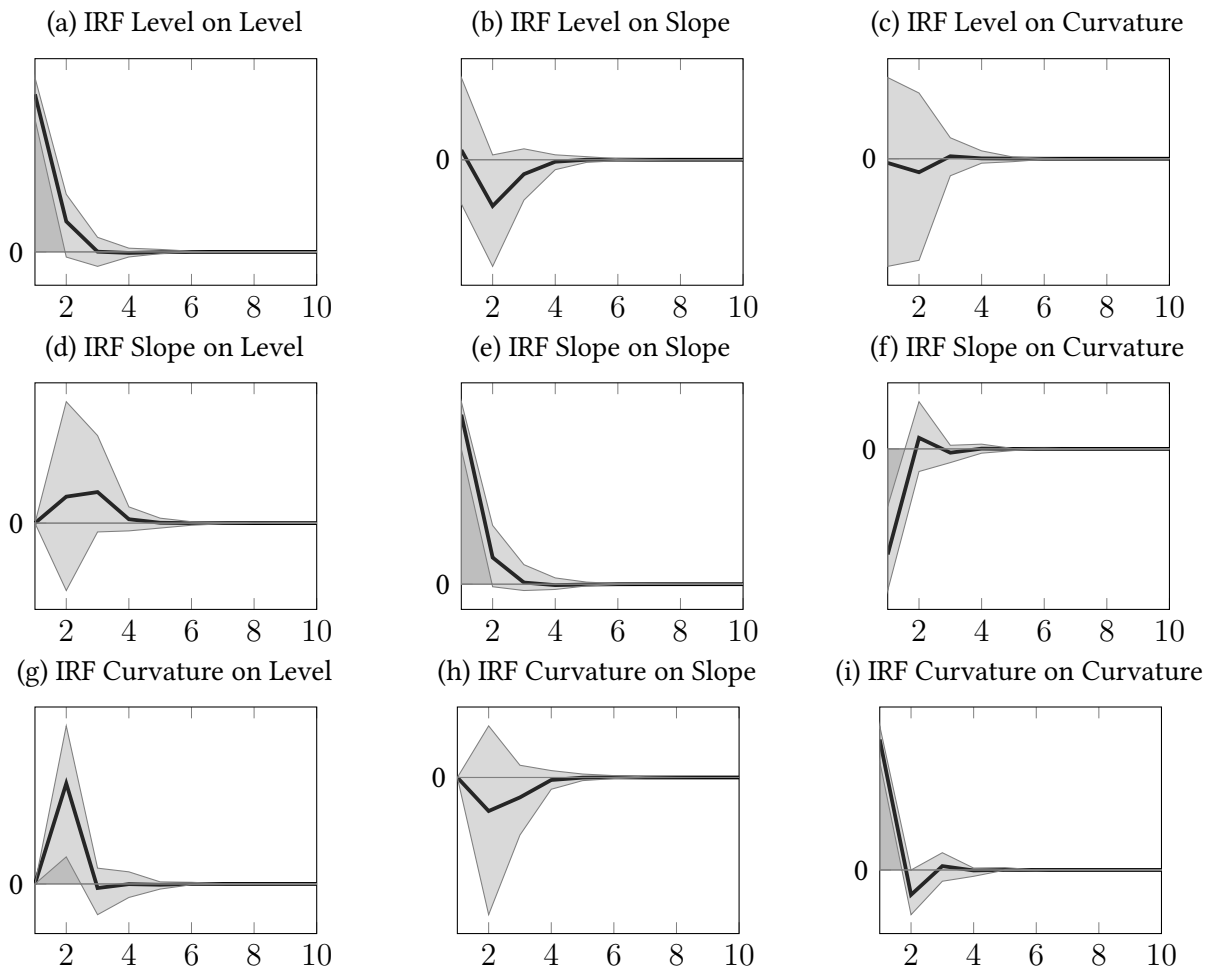 (a) IRF Level on Level
(b) IRF Level on Slope
(c) IRF Level on Curvature
0
0
0
2 4 6 8 10
2 4 6 8 10
2 4 6 8 10
(d) IRF Slope on Level
(e) IRF Slope on Slope
(f) IRF Slope on Curvature
0
0
0
2 4 6 8 10
2 4 6 8 10
2 4 6 8 10
(g) IRF Curvature on Level
(h) IRF Curvature on Slope
(i) IRF Curvature on Curvature
0
0
0
2 4 6 8 10
2 4 6 8 10
2 4 6 8 10